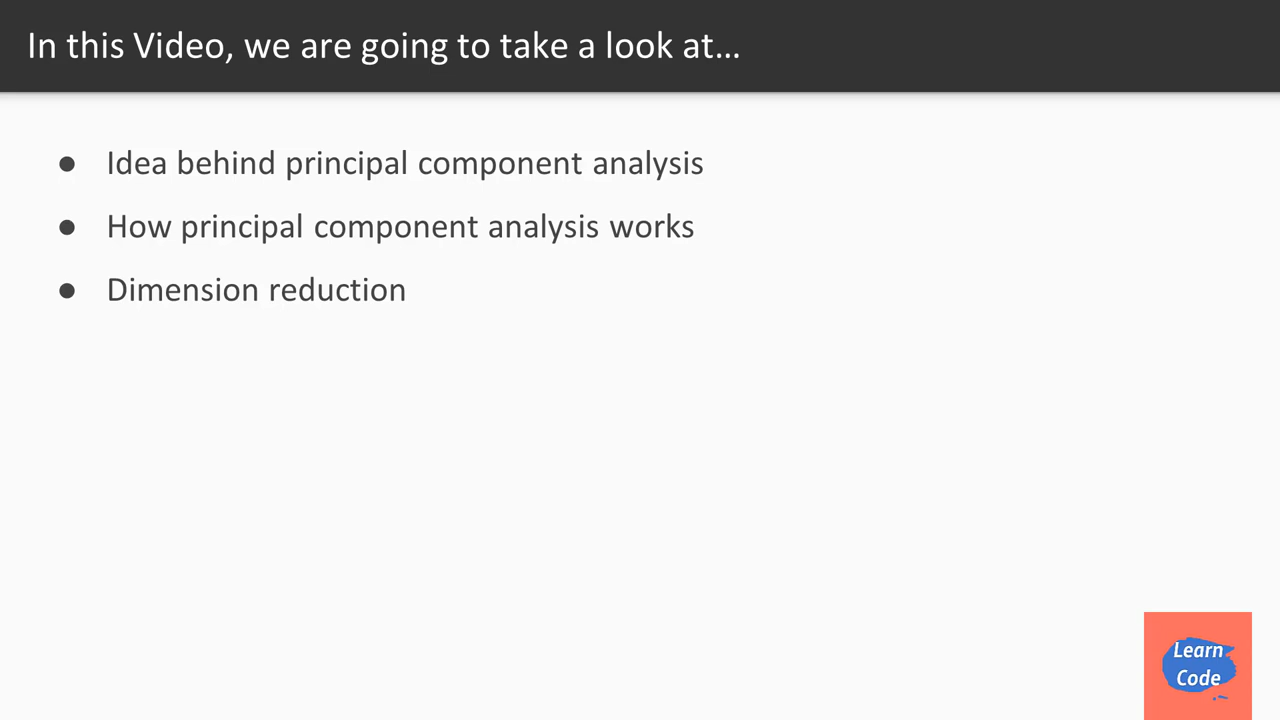 In this Video, we are going to take a look at...
● Idea behind principal component analysis
● How principal component analysis works
● Dimension reduction
Learn
Code